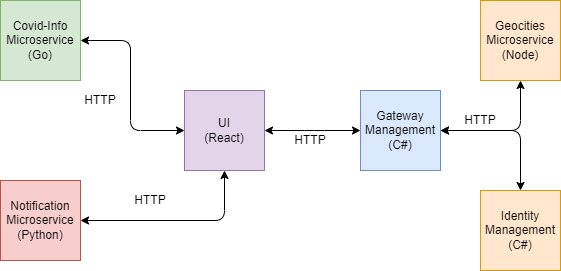 Covid-Info
Microservice
(Go)
HTTP
UI
(React)
HTTP
Gateway
Management
(C#)
HTTP
Geocities
Microservice
(Node)
Notification
Microservice
(Python)
HTTP
Identity
Management
(C#)